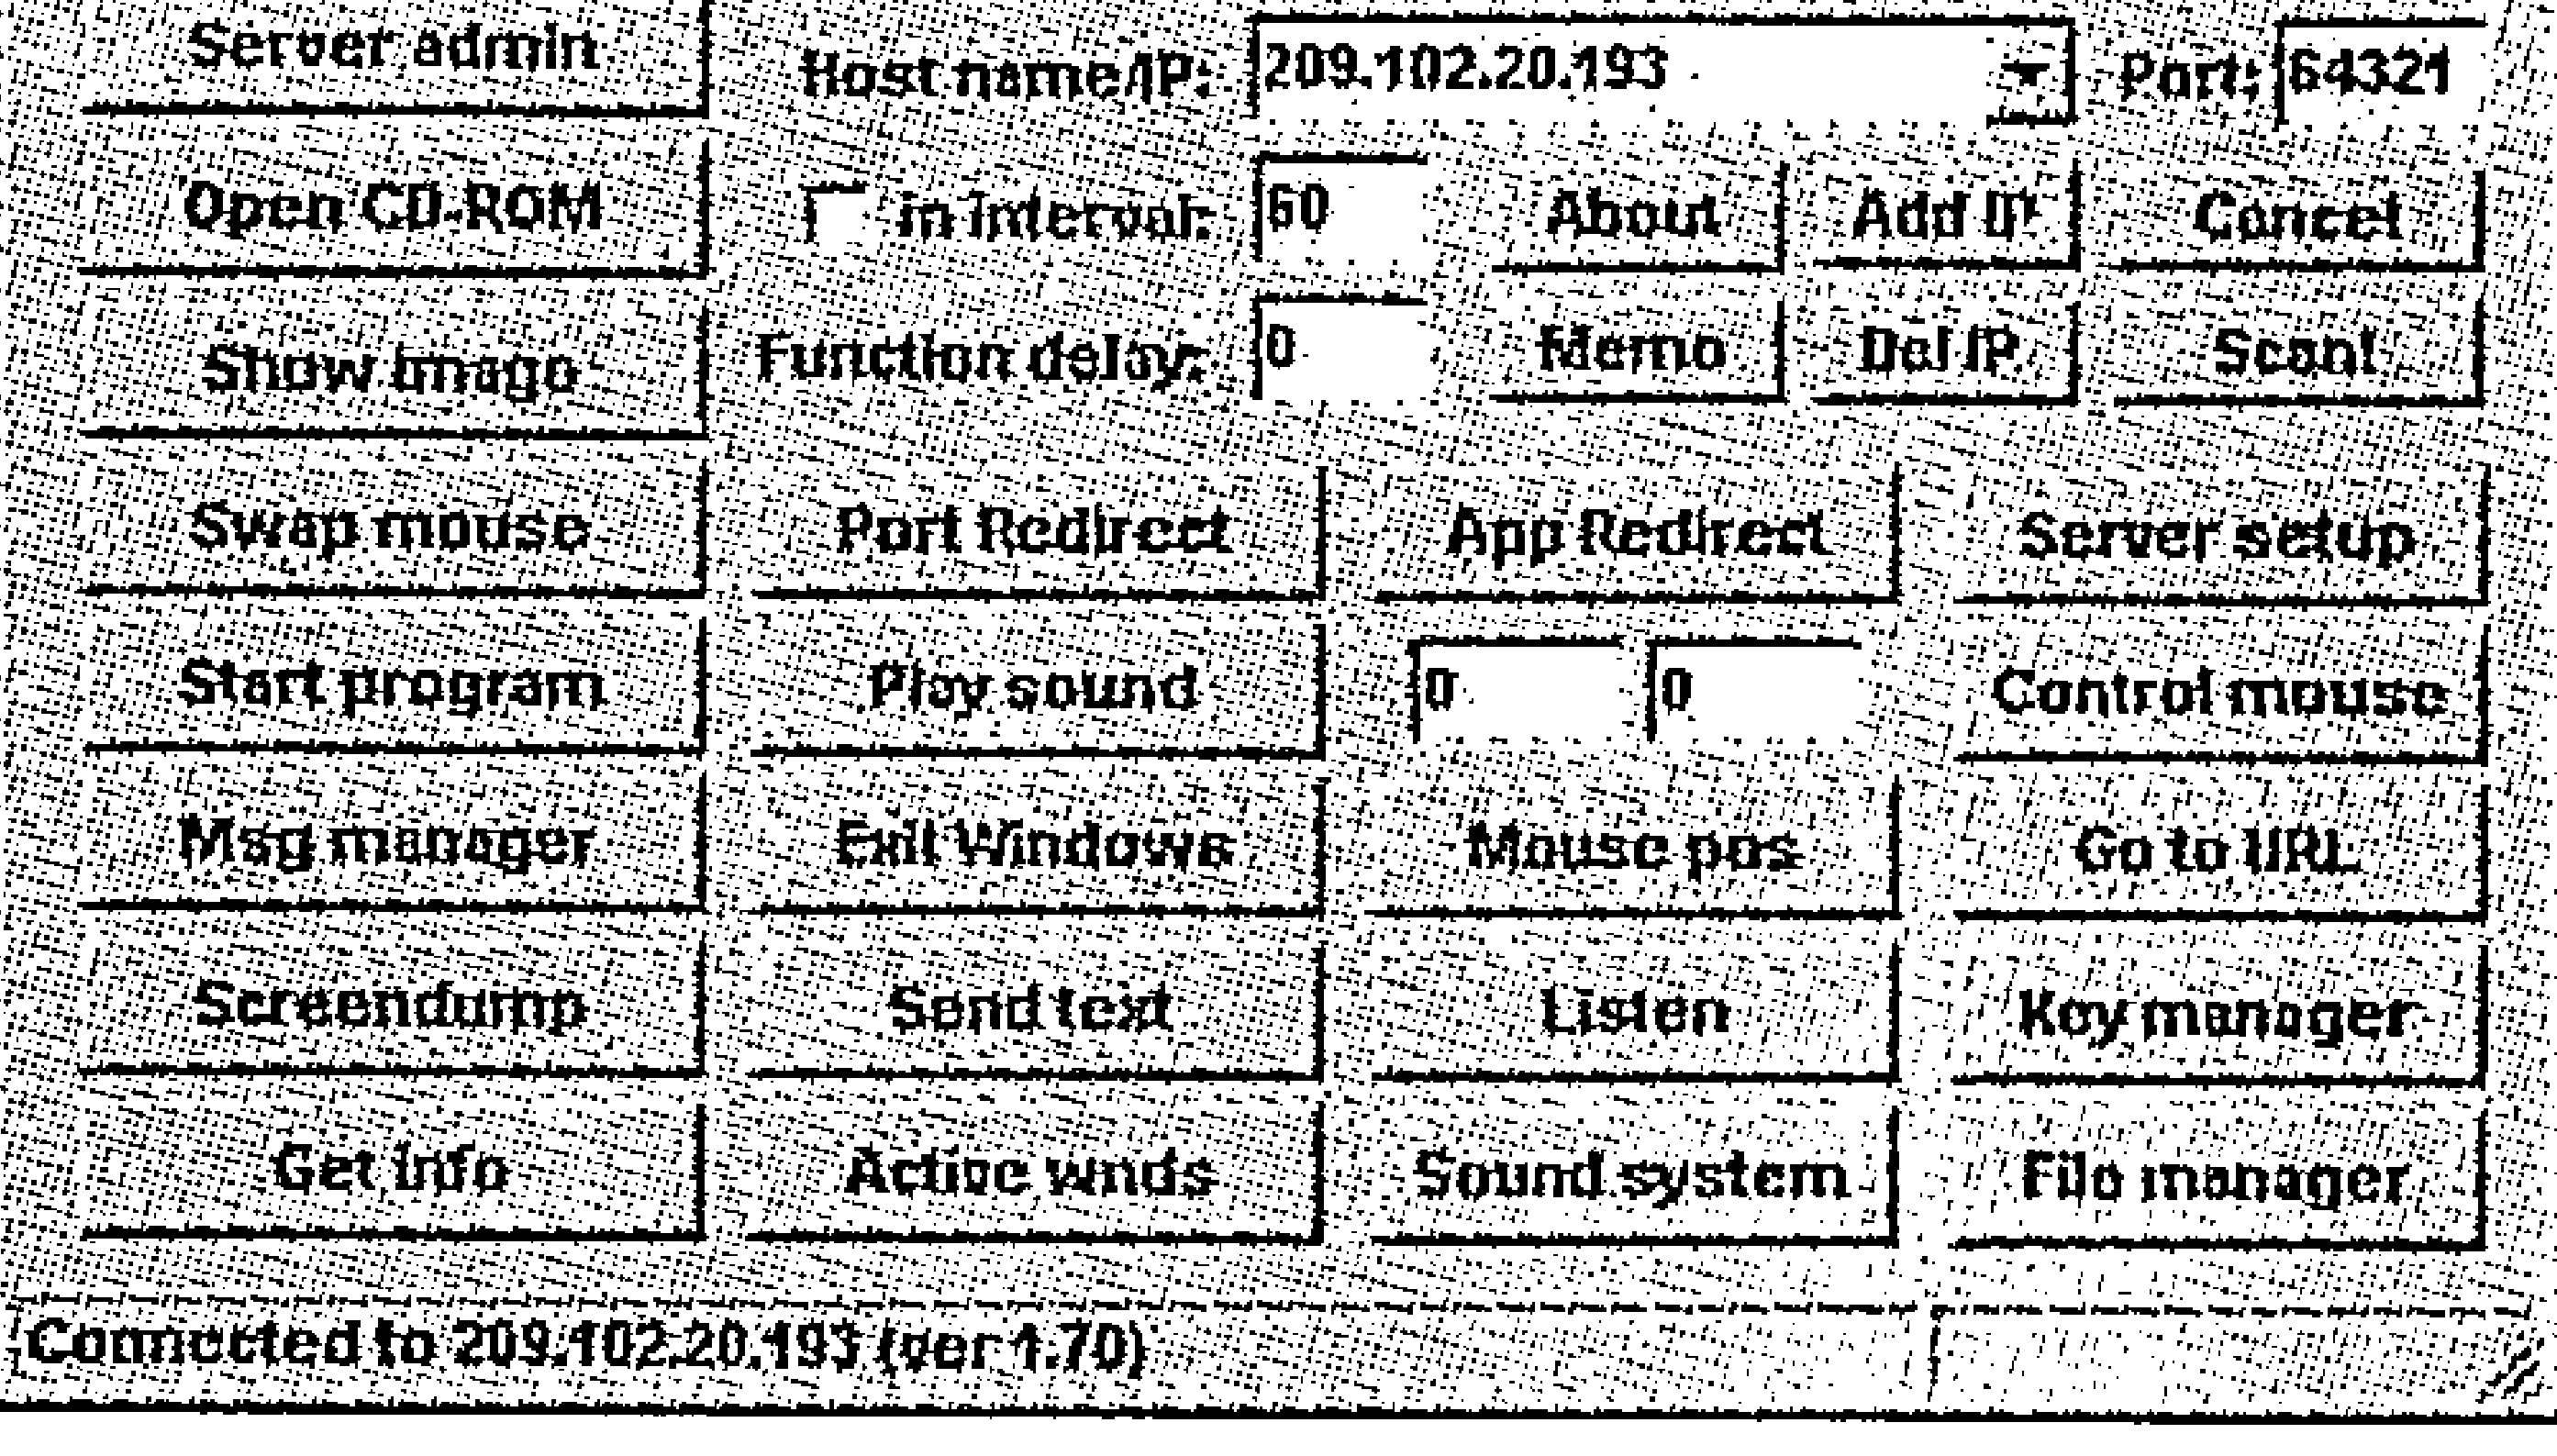 Server admin
Host name/IP: 209.102.20.193 Port: 64321
Open CD-ROM in interval: 60 About Add IP Cancel
Show image Function delay: 0 Memo Del IP Scan!
Swap mouse Port Redirect App Redirect Server setup
Start program Play sound 0 0 Control mouse
Msg manager Exit Windows Mouse pos Go to URL
Screendump Send text Listen Key manager
Get info Active wnds Sound system File manager
Connected to 209.102.20.193 (ver 1.70)